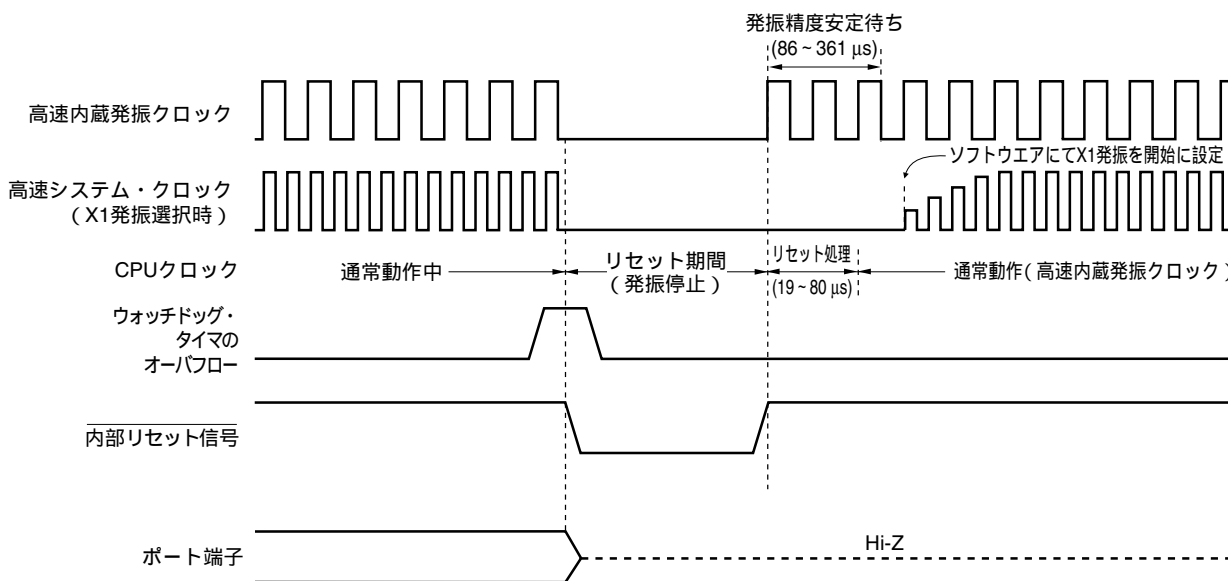 発振精度安定待ち
(86 ~ 361 μs)
高速内蔵発振クロック
ソフトウエアにてX1発振を開始に設定
高速システム・クロック
(X1発振選択時)
CPUクロック
通常動作中
リセット期間
(発振停止)
リセット処理
(19 ~ 80 μs)
通常動作(高速内蔵発振クロック)
ウォッチドッグ・
タイマの
オーバフロー
内部リセット信号
ポート端子
Hi-Z